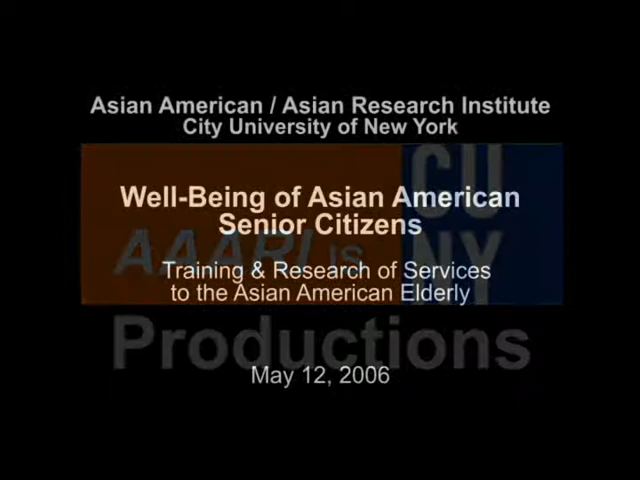 Asian American / Asian Research Institute
City University of New York
CU
Well-Being of Asian American
Senior Citizens
AAARI is
NY
Training & Research of Services
to the Asian American Elderly
Productions
May 12, 2006